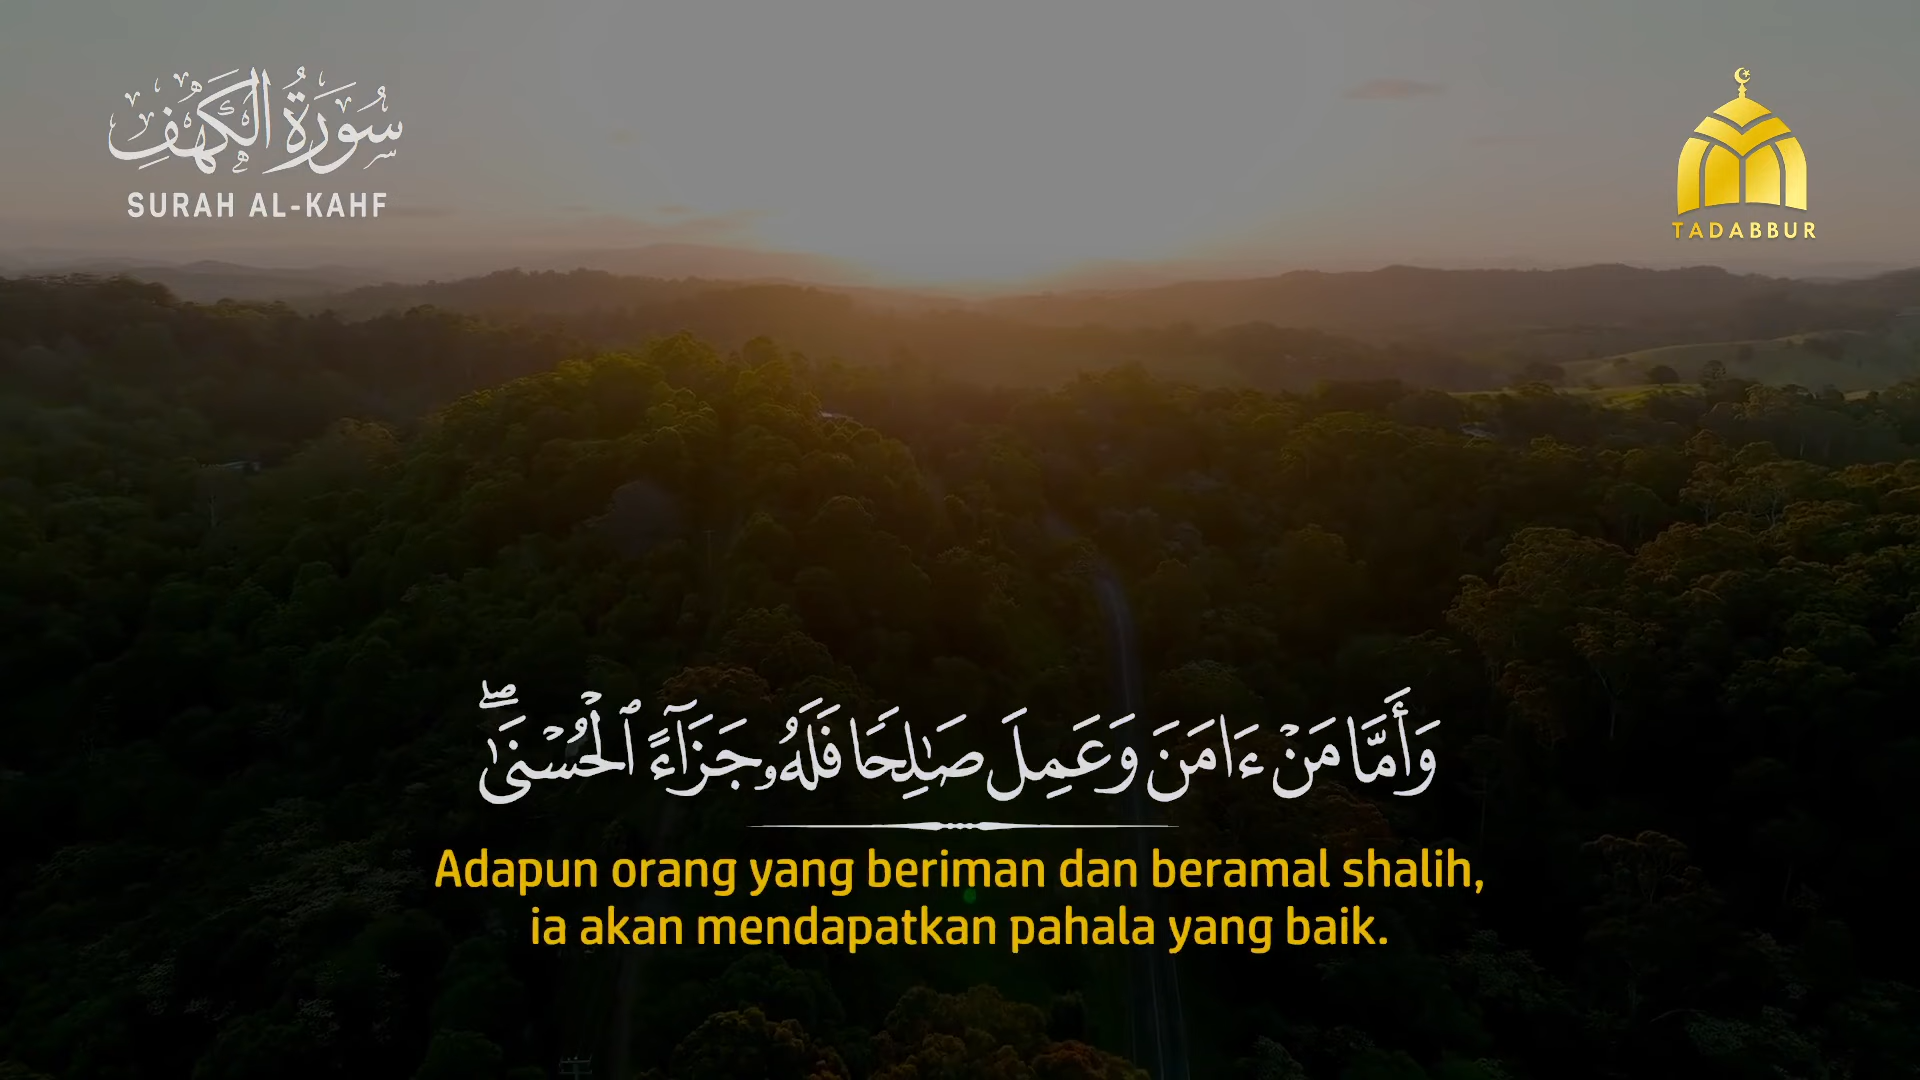 سُورَةُ الكَهْفِ
SURAH AL-KAHF
TADABBUR
وَأَمَّا مَنۡ ءَامَنَ وَعَمِلَ صَٰلِحٗا فَلَهُۥ جَزَآءً ٱلۡحُسۡنَىٰۖ
Adapun orang yang beriman dan beramal shalih,
ia akan mendapatkan pahala yang baik.